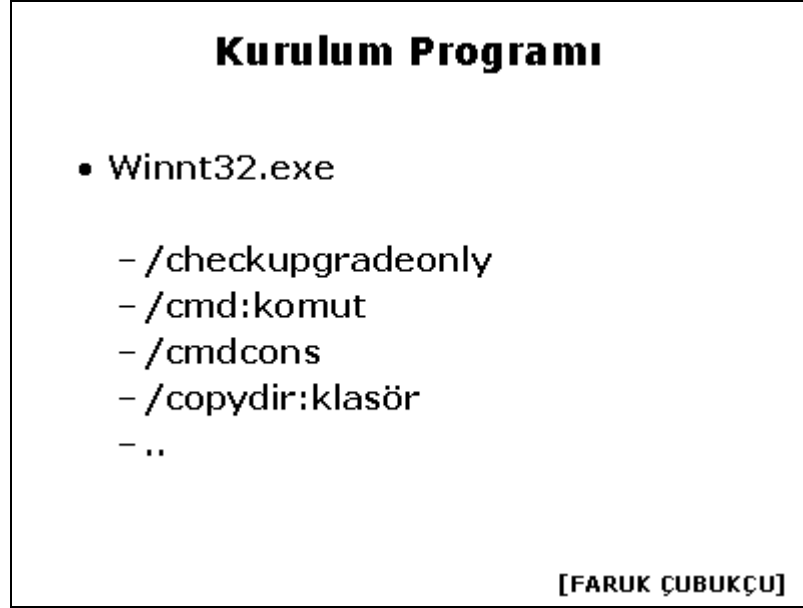 Kurulum Programı
• Winnt32.exe
– /checkupgradeonly
– /cmd:komut
– /cmdcons
– /copydir:klasör
– ..
[FARUK ÇUBUKÇU]